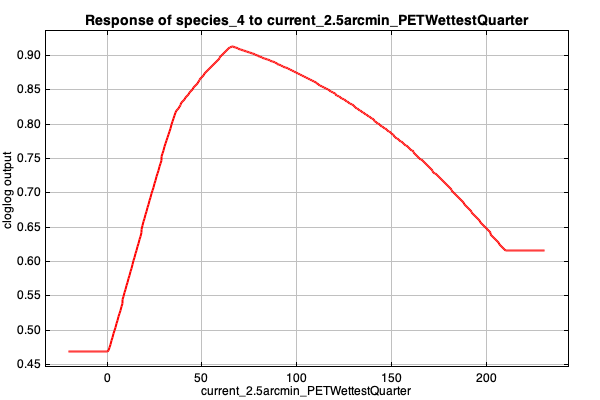 Response of species_4 to current_2.5arcmin_PETWettestQuarter
0.90
0.85
0.80
0.75
0.70
0.65
0.60
0.55
0.50
0.45
cloglog output
0 50 100 150 200
current_2.5arcmin_PETWettestQuarter